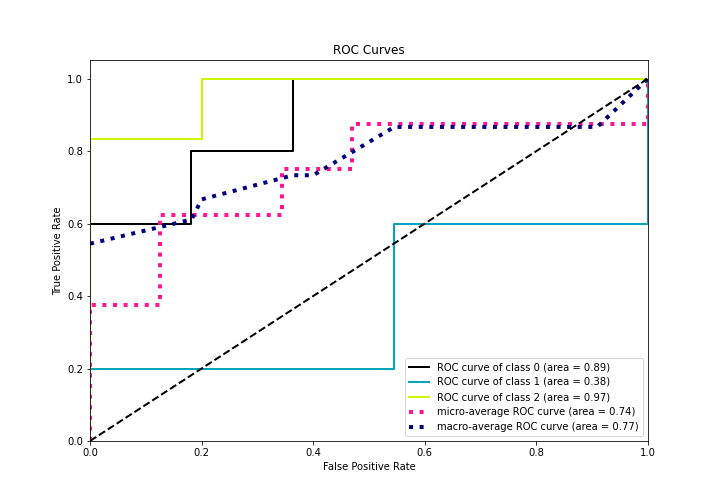 ROC Curves
True Positive Rate
1.0
0.8
0.6
0.4
0.2
0.0
0.0 0.2 0.4 0.6 0.8 1.0
False Positive Rate
ROC curve of class 0 (area = 0.89)
ROC curve of class 1 (area = 0.38)
ROC curve of class 2 (area = 0.97)
micro-average ROC curve (area = 0.74)
macro-average ROC curve (area = 0.77)